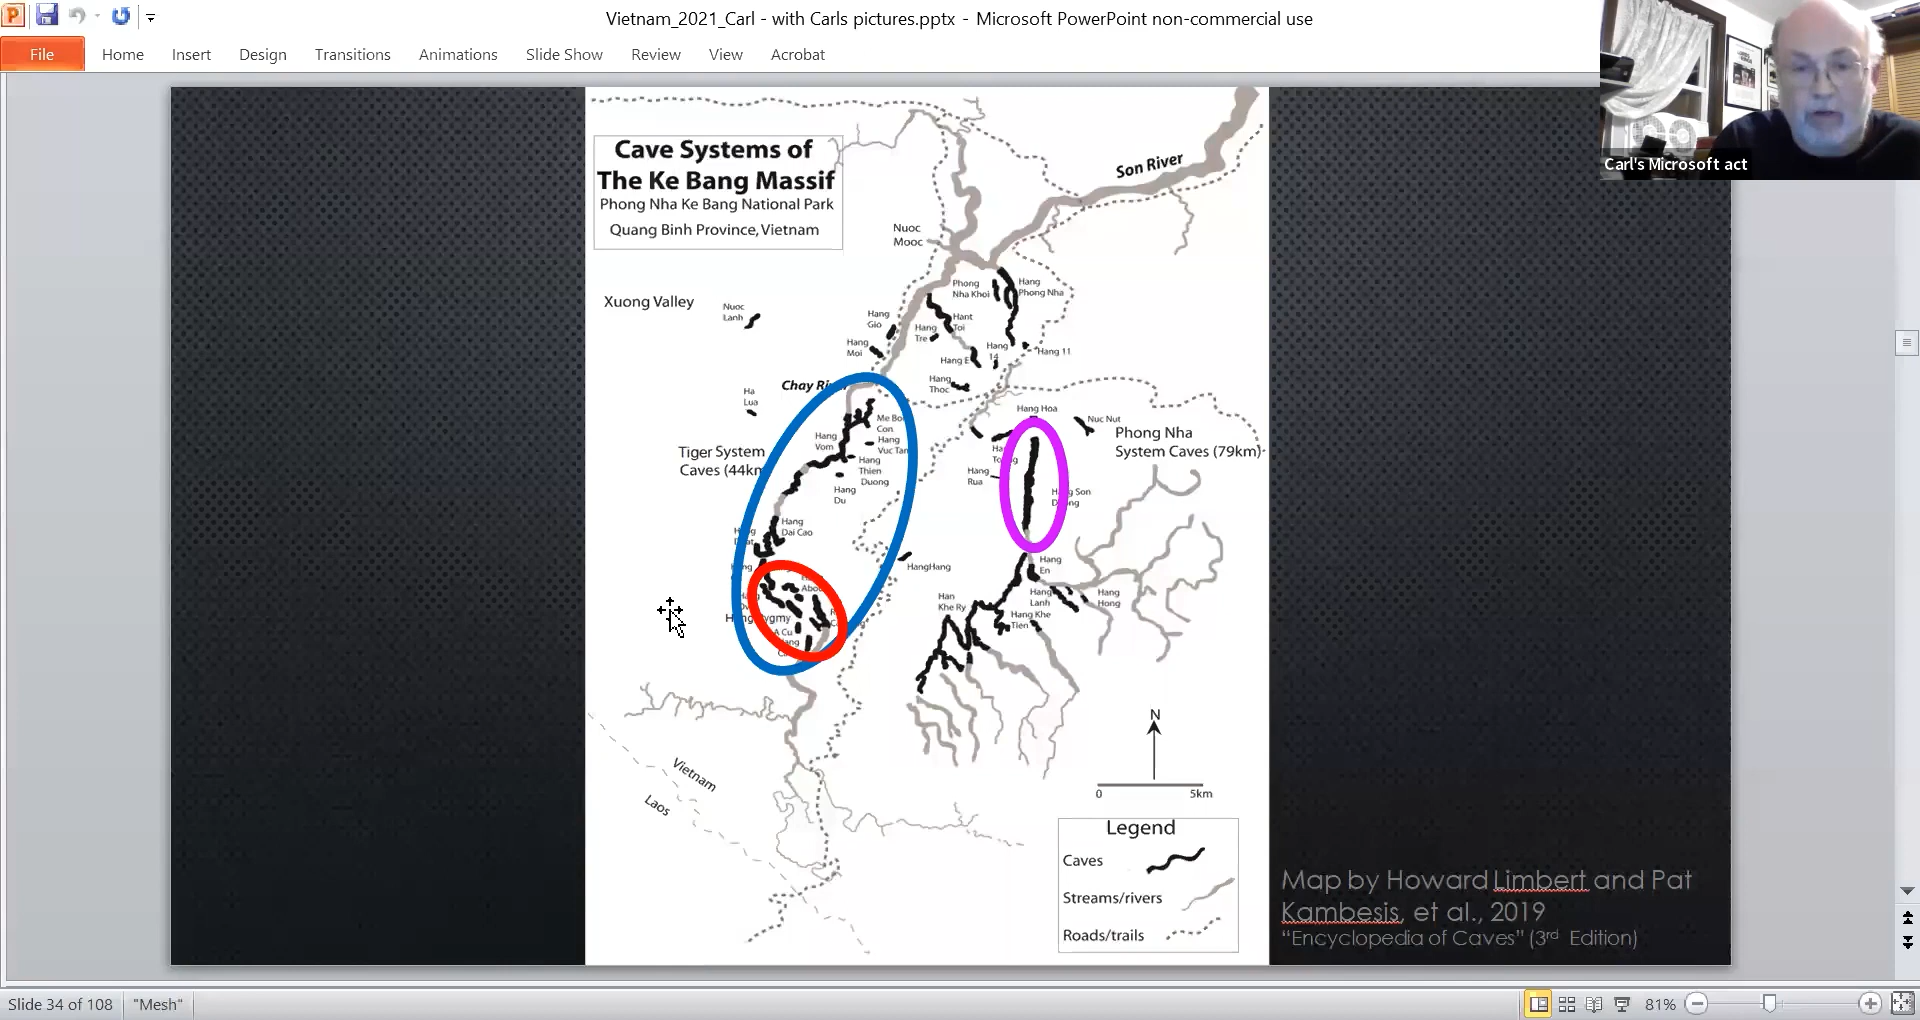 Vietnam_2021_Carl - with Carls pictures.pptx - Microsoft PowerPoint non-commercial use
File Home Insert Design Transitions Animations Slide Show Review View Acrobat
Carl's Microsoft act
Cave Systems of
The Ke Bang Massif
Phong Nha Ke Bang National Park
Quang Binh Province, Vietnam
Son River
Nuoc
Mooc
Xuong Valley
Nuoc
Lanh
Phong
Nha Khoi
Hang
Phong Nha
Hang
Gio
Hang
Tre
Hant
Toi
Hang
Moi
Hang E
Hang
14
Hang 11
Hang
Thoc
Chay
Ha
Lua
Hang Hoa
Nuc Nut
Phong Nha
System Caves (79km)
Me Bo
Con
Hang
Vuc Tan
Hang
Vom
Tiger System
Caves (44km
Hang
Thien
Duong
Hang
Du
Hang
Rua
Hang
Dai Cao
HangHang
Hang
En
Hang
Lanh
Hang
Hong
Han
Khe Ry
Hang Khe
Tien
A Cu
Vietnam
Laos
N
0 5km
Legend
Caves
Streams/rivers
Roads/trails
Map by Howard Limbert and Pat
Kambesis, et al., 2019
“Encyclopedia of Caves” (3rd Edition)
Slide 34 of 108 "Mesh" 81%